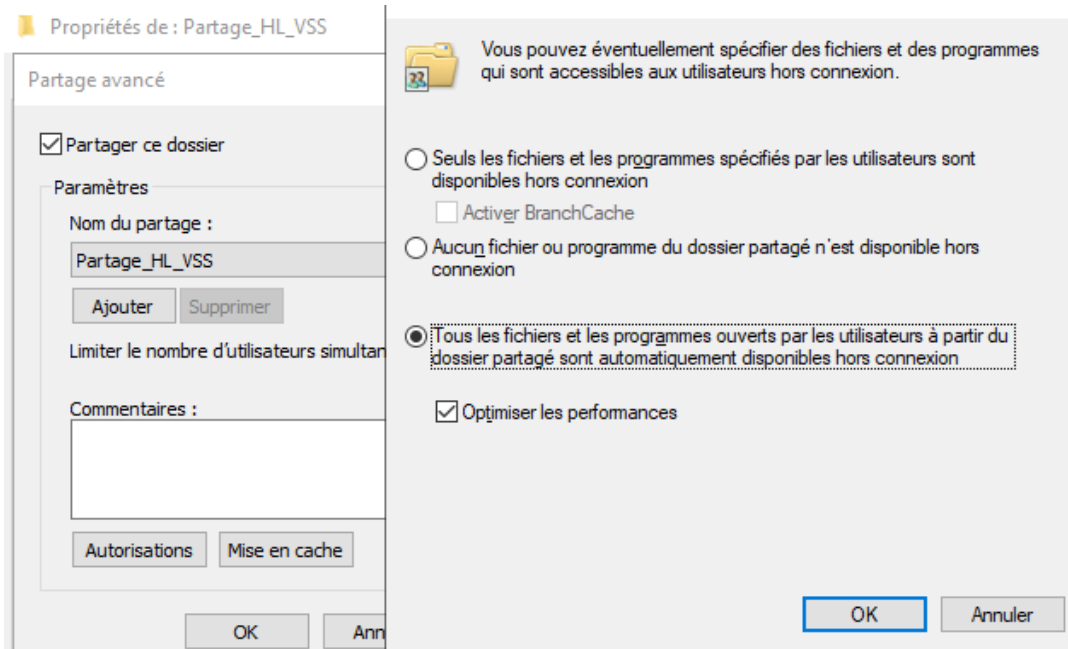 Propriétés de : Partage_HL_VSS
Partage avancé
Partager ce dossier
Paramètres
Nom du partage :
Partage_HL_VSS
Ajouter
Supprimer
Limiter le nombre d'utilisateurs simultan
Commentaires :
Autorisations
Mise en cache
OK
Ann
Vous pouvez éventuellement spécifier des fichiers et des programmes
qui sont accessibles aux utilisateurs hors connexion.
Seuls les fichiers et les programmes spécifiés par les utilisateurs sont
disponibles hors connexion
Activer BranchCache
Aucun fichier ou programme du dossier partagé n'est disponible hors
connexion
Tous les fichiers et les programmes ouverts par les utilisateurs à partir du
dossier partagé sont automatiquement disponibles hors connexion
Optimiser les performances
OK
Annuler